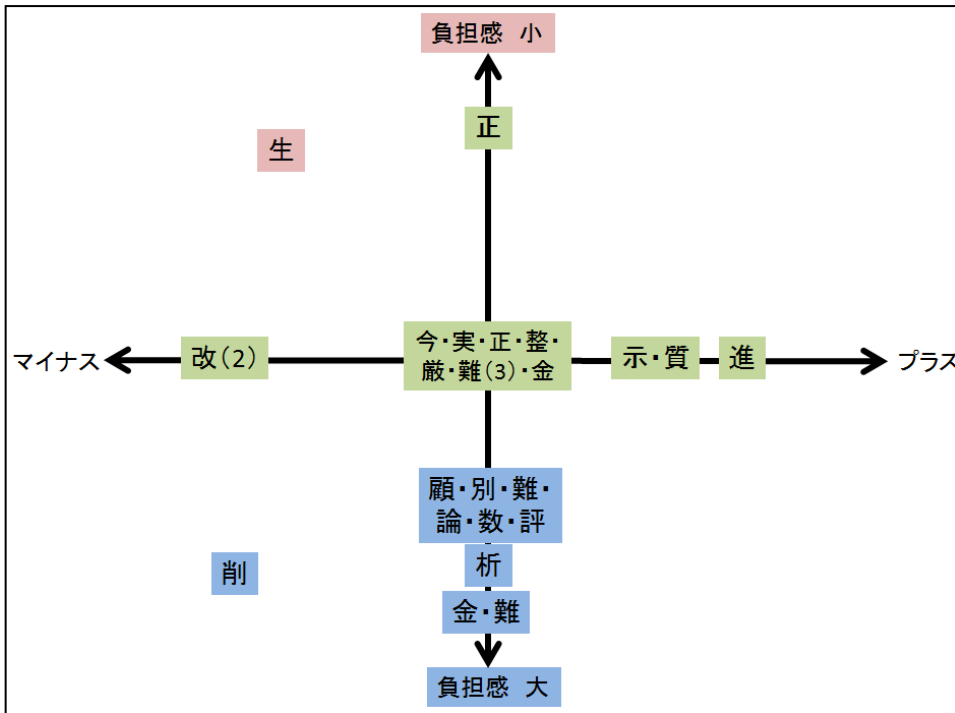 負担感 小
正
生
マイナス
改(2)
今・実・正・整・
厳・難(3)・金
示・質
進
プラス
顧・別・難・
論・数・評
析
削
金・難
負担感 大